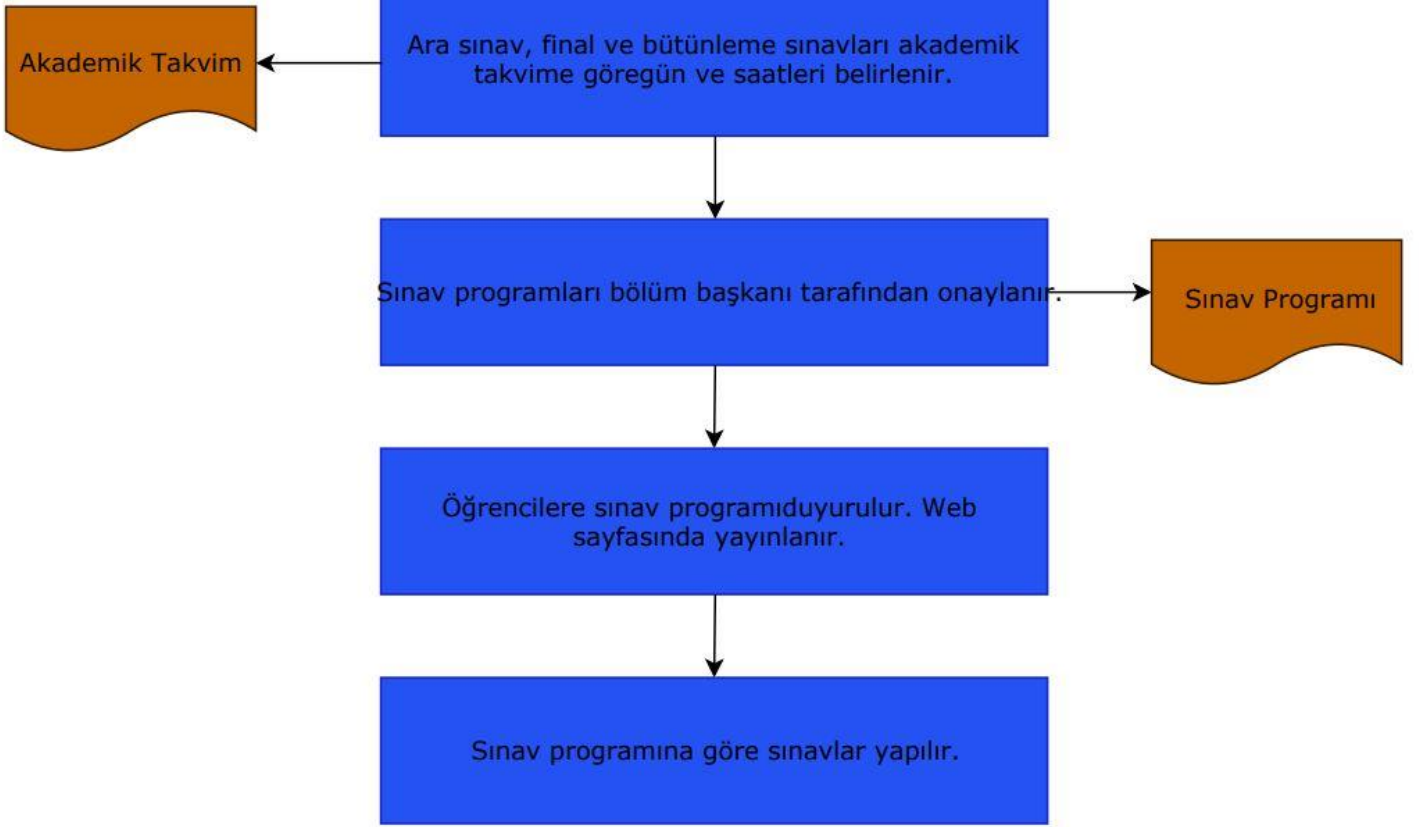 Akademik Takvim
Ara sınav, final ve bütünleme sınavları akademik
takvime göregün ve saatleri belirlenir.
Sınav programları bölüm başkanı tarafından onaylanır.
Sınav Programı
Öğrencilere sınav programıduyurulur. Web
sayfasında yayınlanır.
Sınav programına göre sınavlar yapılır.